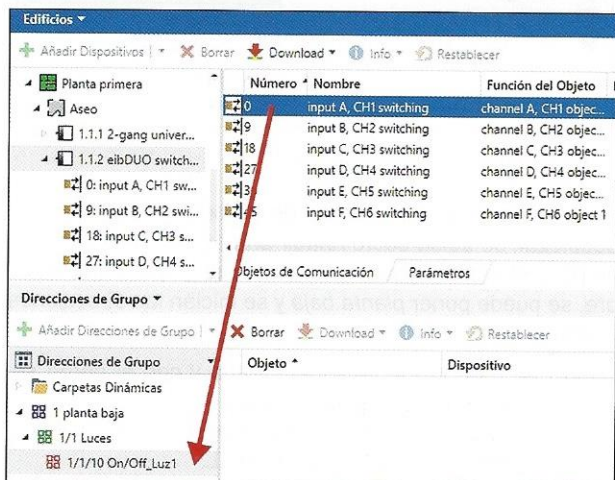 Edificios
Añadir Dispositivos Borrar Download Info Restablecer
Planta primera
Aseo
1.1.1 2-gang univer...
1.1.2 eibDUO switch...
0: input A, CH1 sw...
9: input B, CH2 swi...
18: input C, CH3 s...
27: input D, CH4 s...
Número Nombre Función del Objeto
0 input A, CH1 switching channel A, CH1 objec...
9 input B, CH2 switching channel B, CH2 objec...
18 input C, CH3 switching channel C, CH3 objec...
27 input D, CH4 switching channel D, CH4 objec...
input E, CH5 switching channel E, CH5 objec...
input F, CH6 switching channel F, CH6 object 1
Objetos de Comunicación Parámetros
Direcciones de Grupo
Añadir Direcciones de Grupo Borrar Download Info Restablecer
Direcciones de Grupo
Carpetas Dinámicas
1 planta baja
1/1 Luces
1/1/10 On/Off_Luz1
Objeto Dispositivo